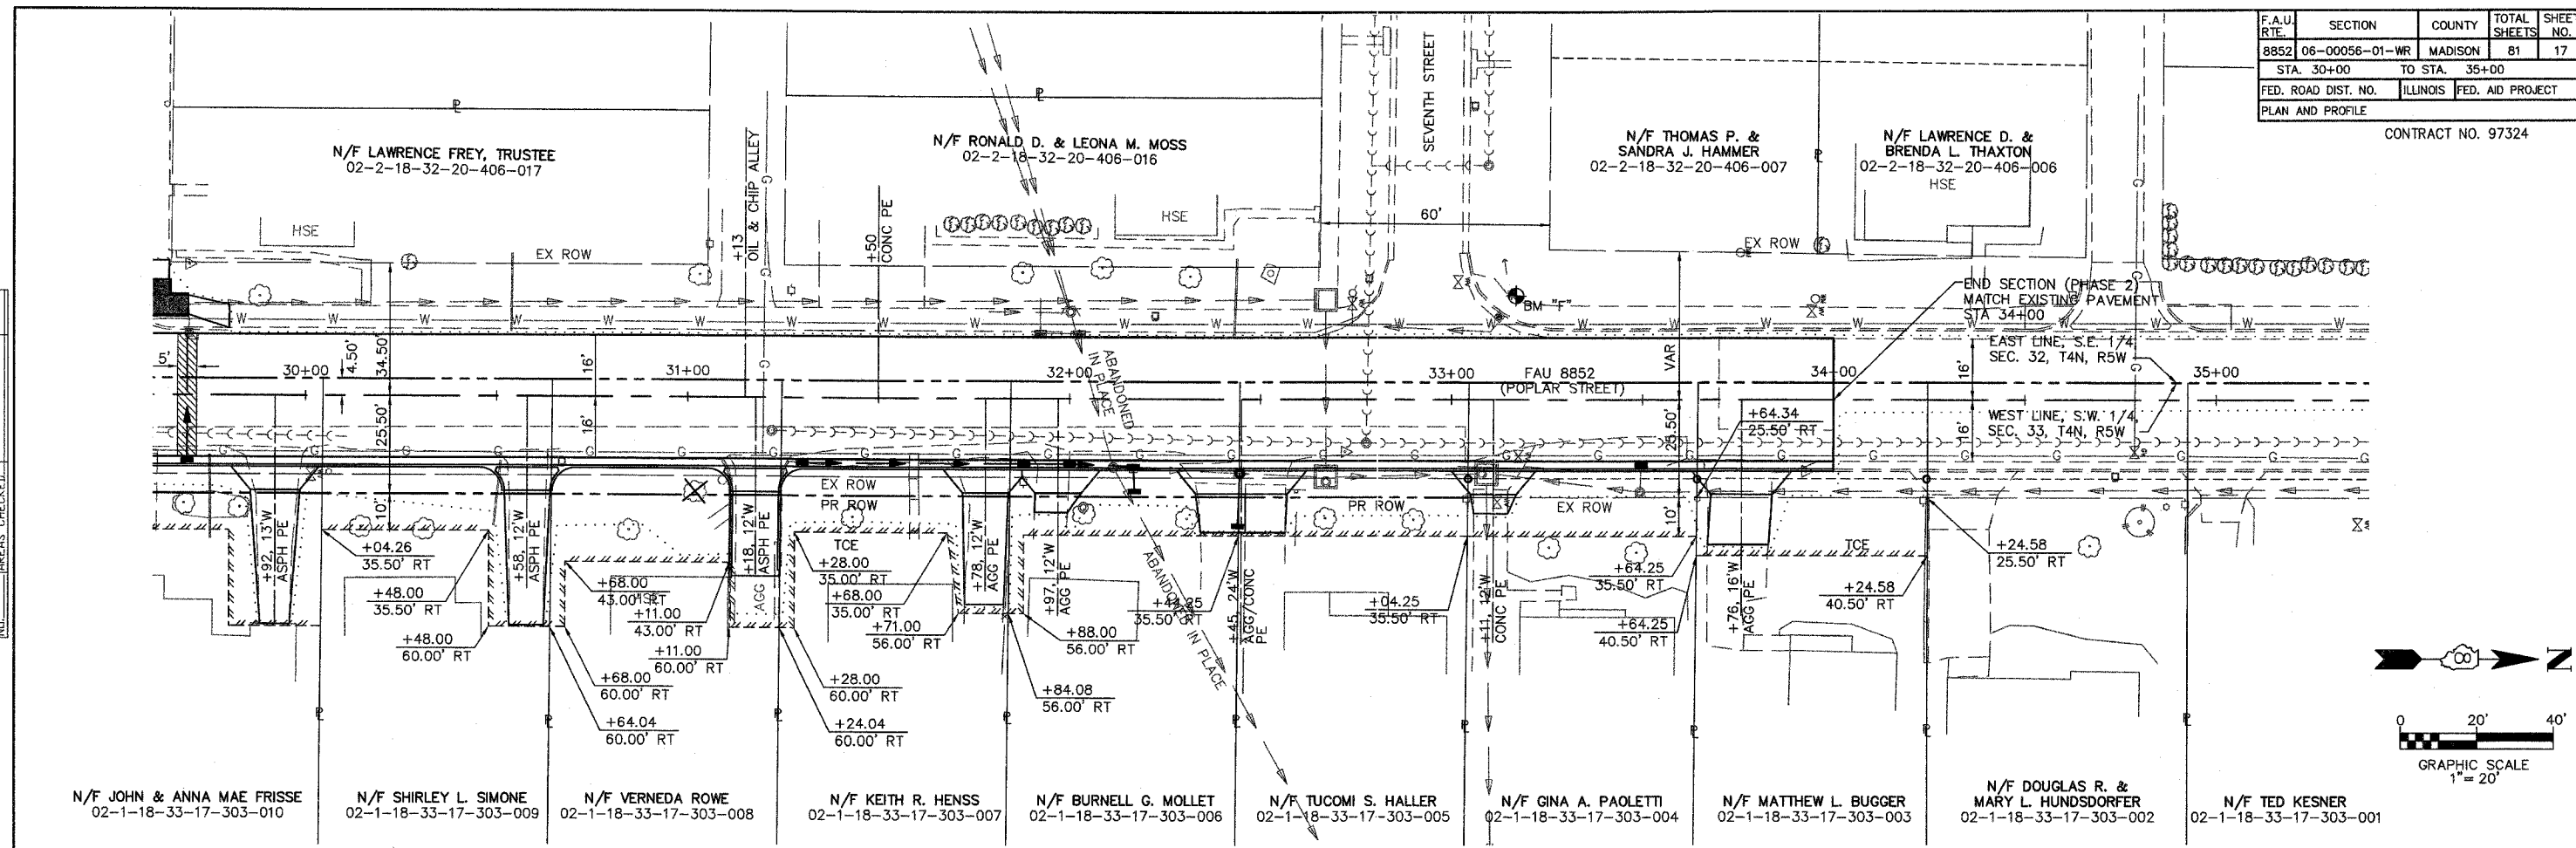 F.A.U. RTE. SECTION COUNTY TOTAL SHEETS SHEET NO.
8852 06-00056-01-WR MADISON 81 17
STA. 30+00 TO STA. 35+00
FED. ROAD DIST. NO. ILLINOIS FED. AID PROJECT
PLAN AND PROFILE
CONTRACT NO. 97324
N/F LAWRENCE FREY, TRUSTEE
02-2-18-32-20-406-017
N/F RONALD D. & LEONA M. MOSS
02-2-18-32-20-406-016
N/F THOMAS P. &
SANDRA J. HAMMER
02-2-18-32-20-406-007
N/F LAWRENCE D. &
BRENDA L. THAXTON
02-2-18-32-20-406-006
HSE
HSE
HSE
SEVENTH STREET
+13
OIL & CHIP ALLEY
+50
CONC PE
60'
EX ROW
EX ROW
BM "F"
END SECTION (PHASE 2)
MATCH EXISTING PAVEMENT
STA 34+00
EAST LINE, S.E. 1/4,
SEC. 32, T4N, R5W
WEST LINE, S.W. 1/4,
SEC. 33, T4N, R5W
5'
4.50'
34.50'
16'
VAR
16'
30+00
31+00
32+00
33+00
34+00
35+00
FAU 8852
(POPLAR STREET)
ABANDONED
IN PLACE
25.50'
16'
25.50'
16'
10'
10'
EX ROW
PR ROW
PR ROW
EX ROW
TCE
TCE
+92, 13'W
ASPH PE
+58, 12'W
ASPH PE
+18, 12'W
ASPH PE
AGG
+78, 12'W
AGG PE
+97, 12'W
AGG PE
+45, 24'W
AGG/CONC
PE
+11, 12'W
CONC PE
+76, 16'W
AGG PE
ABANDONED IN PLACE
+64.34
25.50' RT
+04.26
35.50' RT
+48.00
35.50' RT
+48.00
60.00' RT
+68.00
43.00' RT
HSE
+11.00
43.00' RT
+11.00
60.00' RT
+68.00
60.00' RT
+64.04
60.00' RT
+28.00
35.00' RT
+68.00
35.00' RT
+71.00
56.00' RT
+28.00
60.00' RT
+24.04
60.00' RT
+88.00
56.00' RT
+84.08
56.00' RT
35.50' RT
+04.25
35.50' RT
+64.25
35.50' RT
+64.25
40.50' RT
+24.58
40.50' RT
+24.58
25.50' RT
N
0 20' 40'
GRAPHIC SCALE
1"= 20'
N/F JOHN & ANNA MAE FRISSE
02-1-18-33-17-303-010
N/F SHIRLEY L. SIMONE
02-1-18-33-17-303-009
N/F VERNEDA ROWE
02-1-18-33-17-303-008
N/F KEITH R. HENSS
02-1-18-33-17-303-007
N/F BURNELL G. MOLLET
02-1-18-33-17-303-006
N/F TUCOMI S. HALLER
02-1-18-33-17-303-005
N/F GINA A. PAOLETTI
02-1-18-33-17-303-004
N/F MATTHEW L. BUGGER
02-1-18-33-17-303-003
N/F DOUGLAS R. &
MARY L. HUNDSDORFER
02-1-18-33-17-303-002
N/F TED KESNER
02-1-18-33-17-303-001
AREAS CHECKED